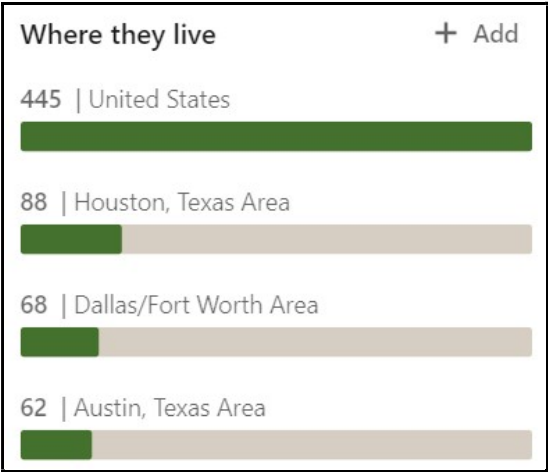 Where they live + Add
445 | United States
88 | Houston, Texas Area
68 | Dallas/Fort Worth Area
62 | Austin, Texas Area